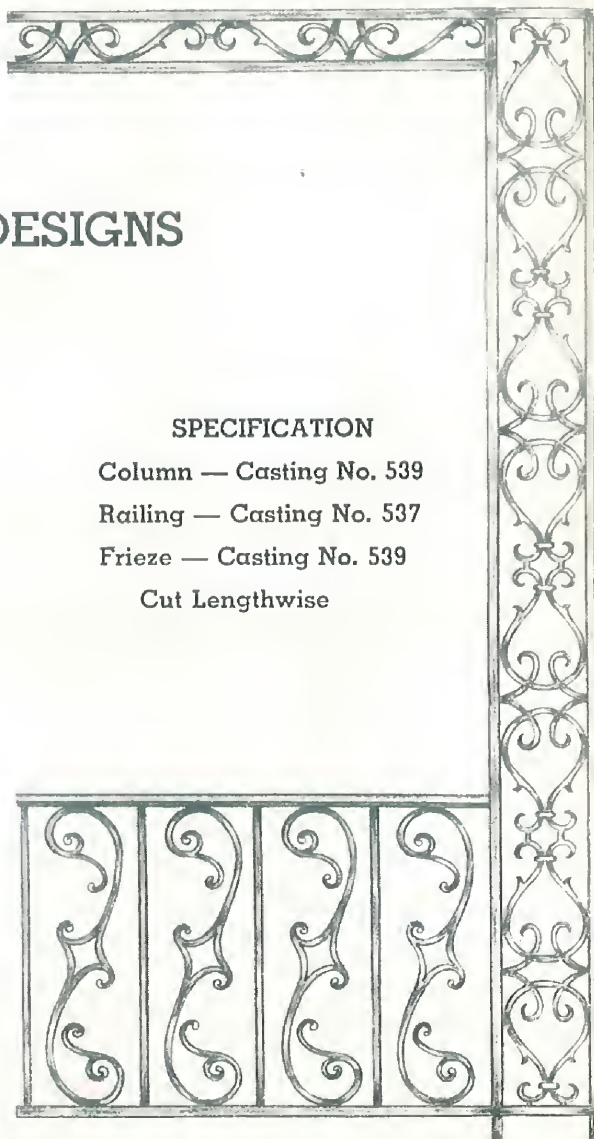 DESIGNS
SPECIFICATION
Column — Casting No. 539
Railing — Casting No. 537
Frieze — Casting No. 539
Cut Lengthwise